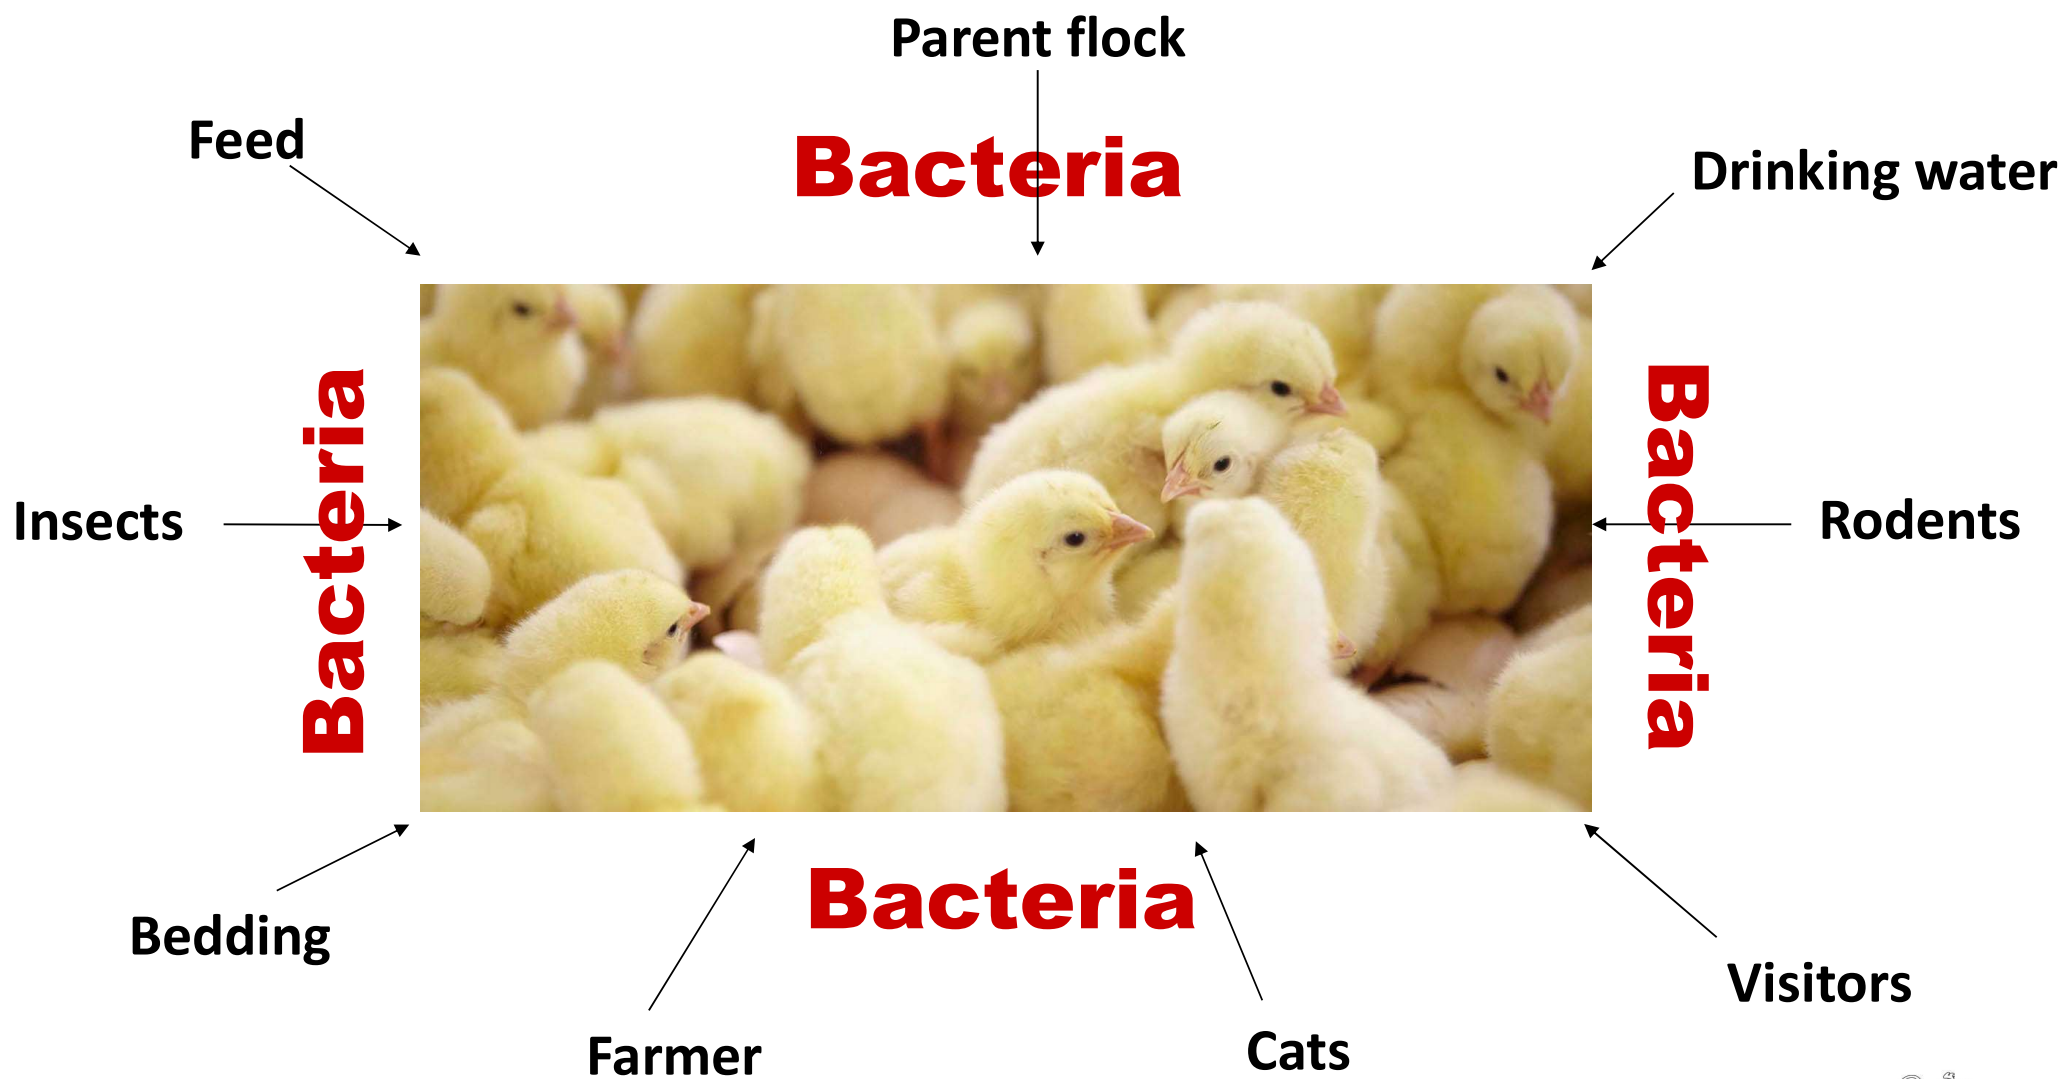 Parent flock
Feed
Bacteria
Drinking water
Bacteria
Bacteria
Insects
Rodents
Bacteria
Bedding
Visitors
Farmer
Cats